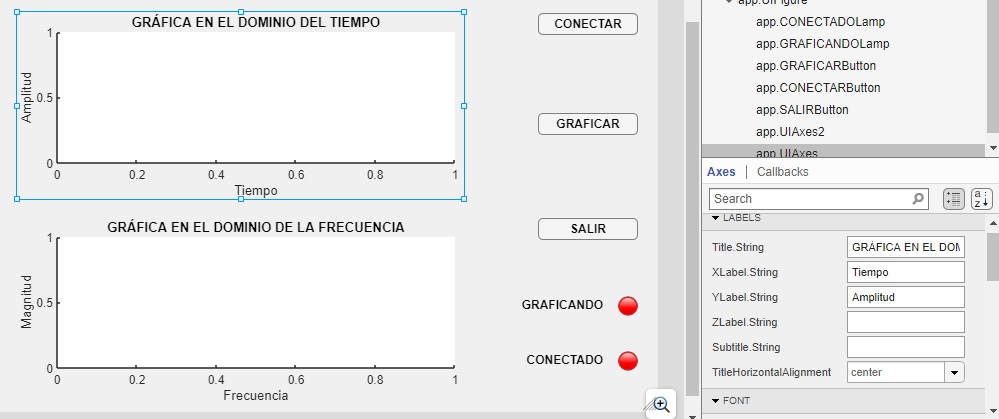 GRÁFICA EN EL DOMINIO DEL TIEMPO
Amplitud
1
0.5
0
0 0.2 0.4 0.6 0.8 1
Tiempo
GRÁFICA EN EL DOMINIO DE LA FRECUENCIA
Magnitud
1
0.5
0
0 0.2 0.4 0.6 0.8 1
Frecuencia
CONECTAR
GRAFICAR
SALIR
GRAFICANDO
CONECTADO
app.UIFigure
app.CONECTADOLamp
app.GRAFICANDOLamp
app.GRAFICARButton
app.CONECTARButton
app.SALIRButton
app.UIAxes2
app.UIAxes
Axes | Callbacks
Search
LABELS
Title.String GRÁFICA EN EL DOM
XLabel.String Tiempo
YLabel.String Amplitud
ZLabel.String
Subtitle.String
TitleHorizontalAlignment center
FONT